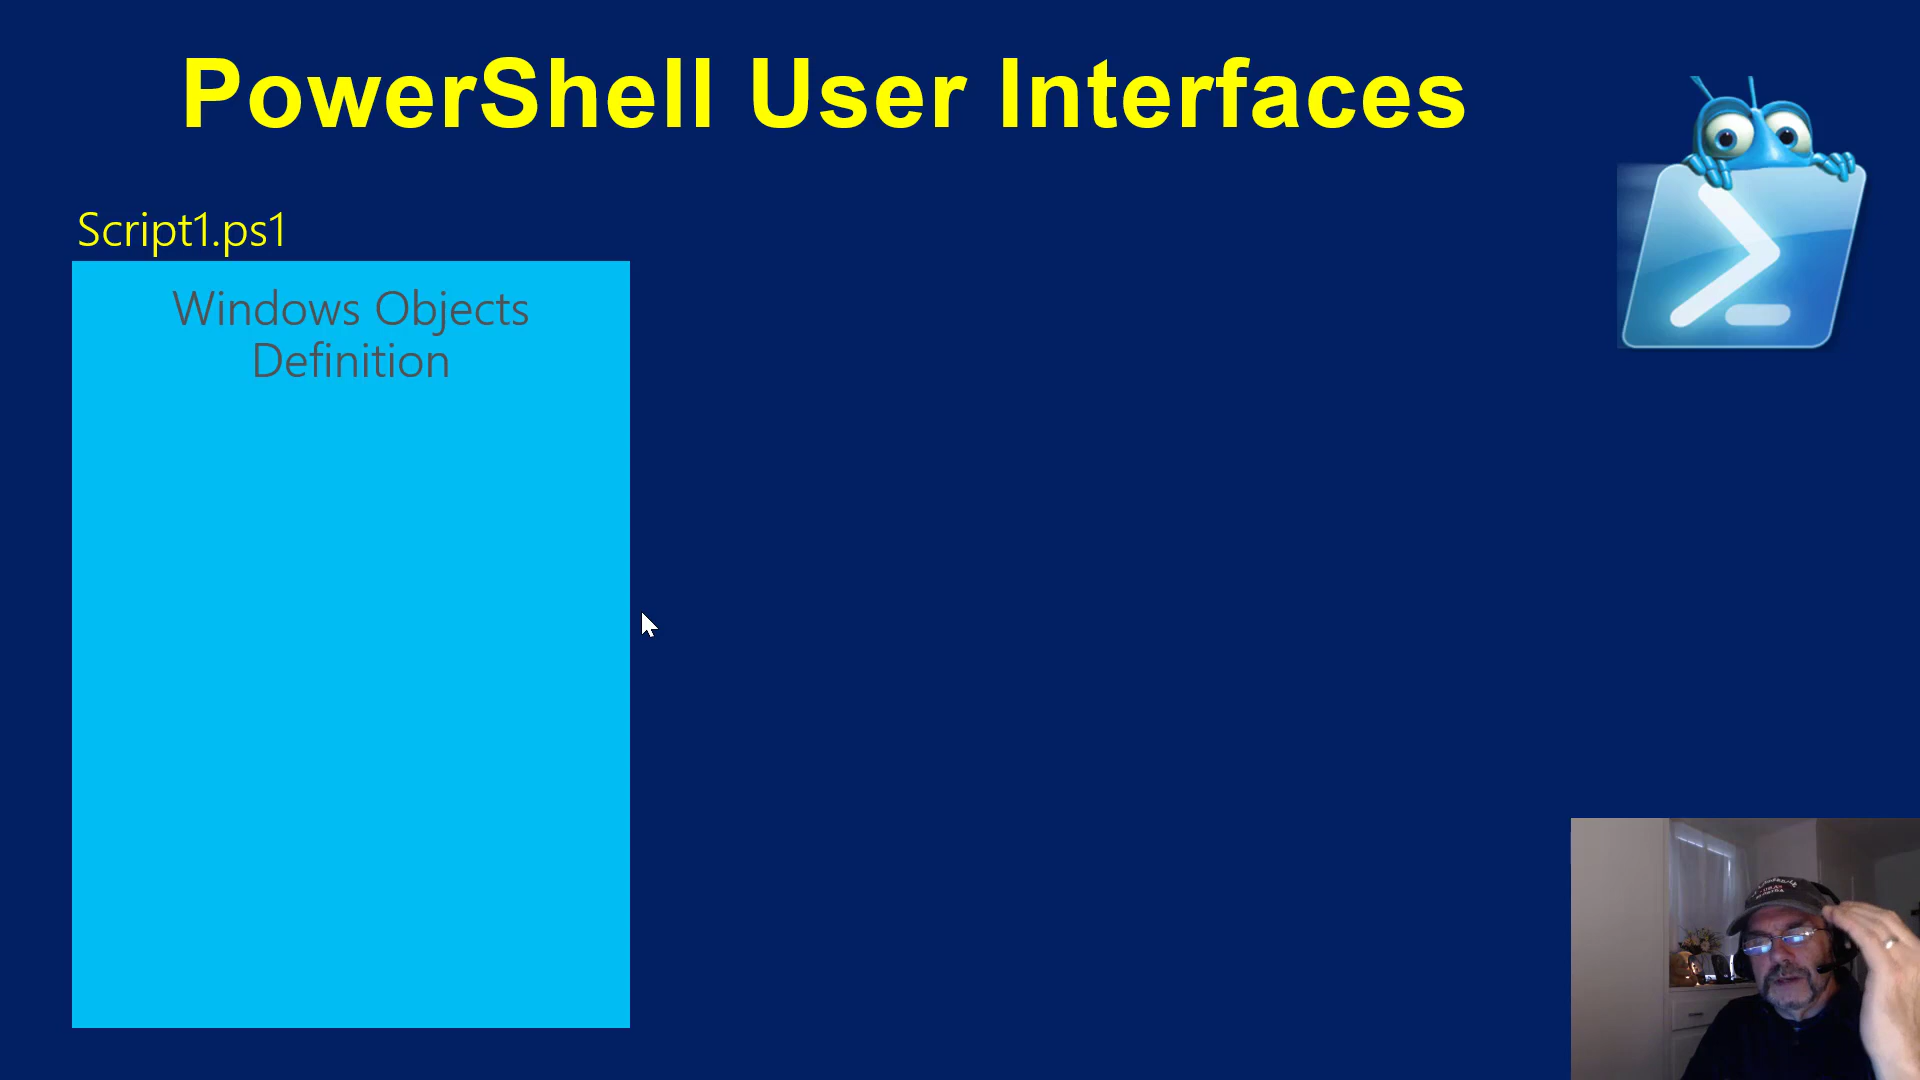 PowerShell User Interfaces
Script1.ps1
Windows Objects
Definition